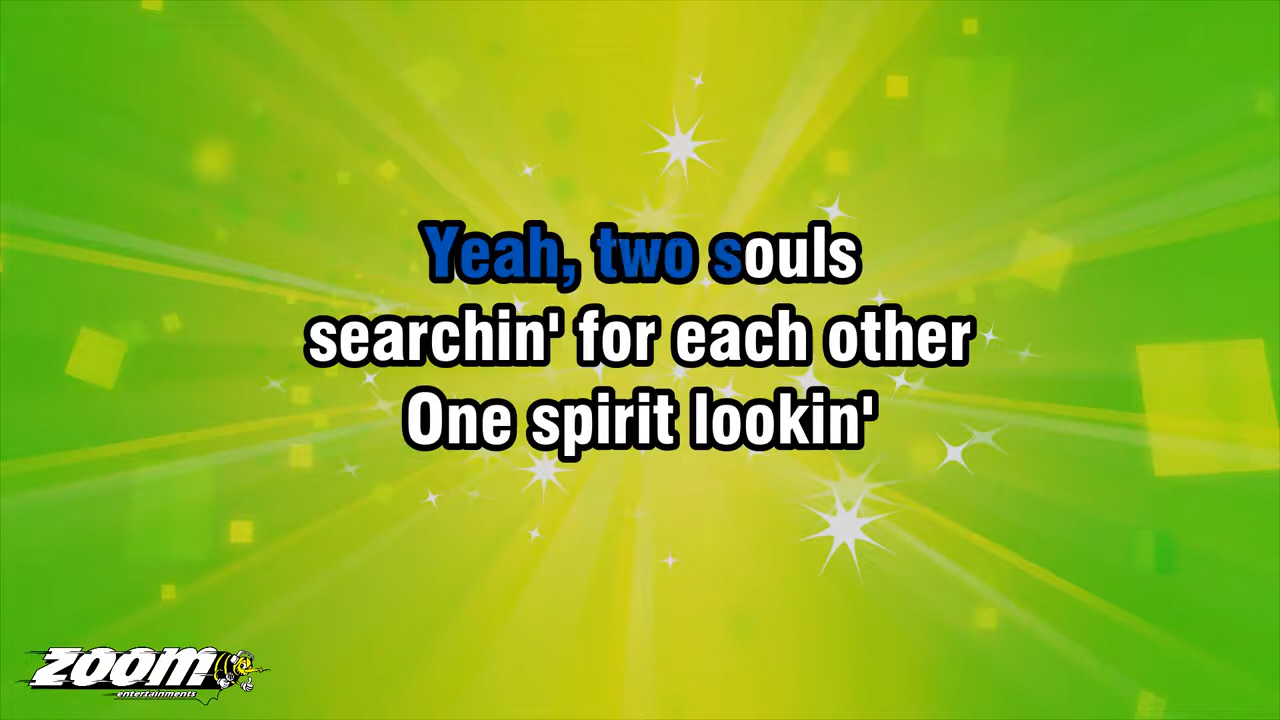 Yeah, two souls
searchin' for each other
One spirit lookin'
zoom
entertainments